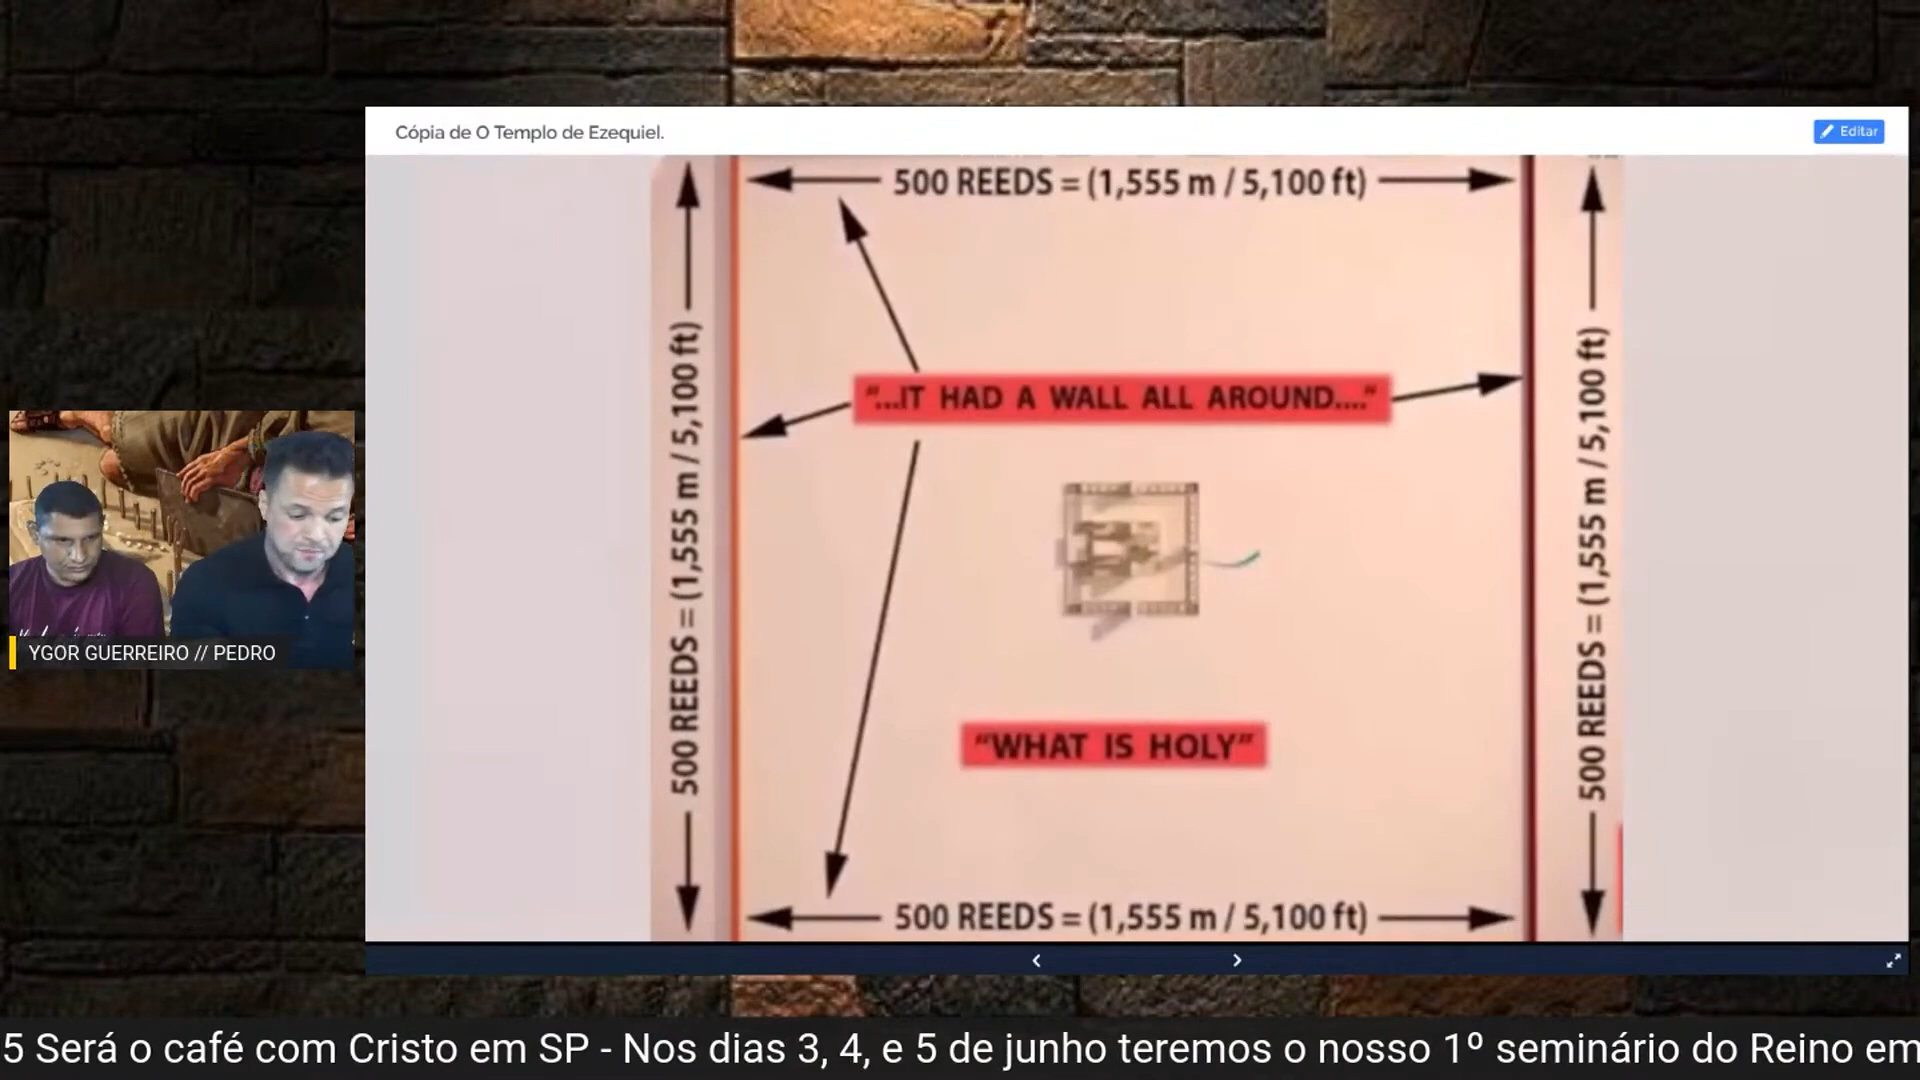 Cópia de O Templo de Ezequiel.
Editar
500 REEDS = (1,555 m / 5,100 ft)
500 REEDS = (1,555 m / 5,100 ft)
500 REEDS = (1,555 m / 5,100 ft)
"...IT HAD A WALL ALL AROUND...."
"WHAT IS HOLY"
500 REEDS = (1,555 m / 5,100 ft)
YGOR GUERREIRO // PEDRO
5 Será o café com Cristo em SP - Nos dias 3, 4, e 5 de junho teremos o nosso 1º seminário do Reino em